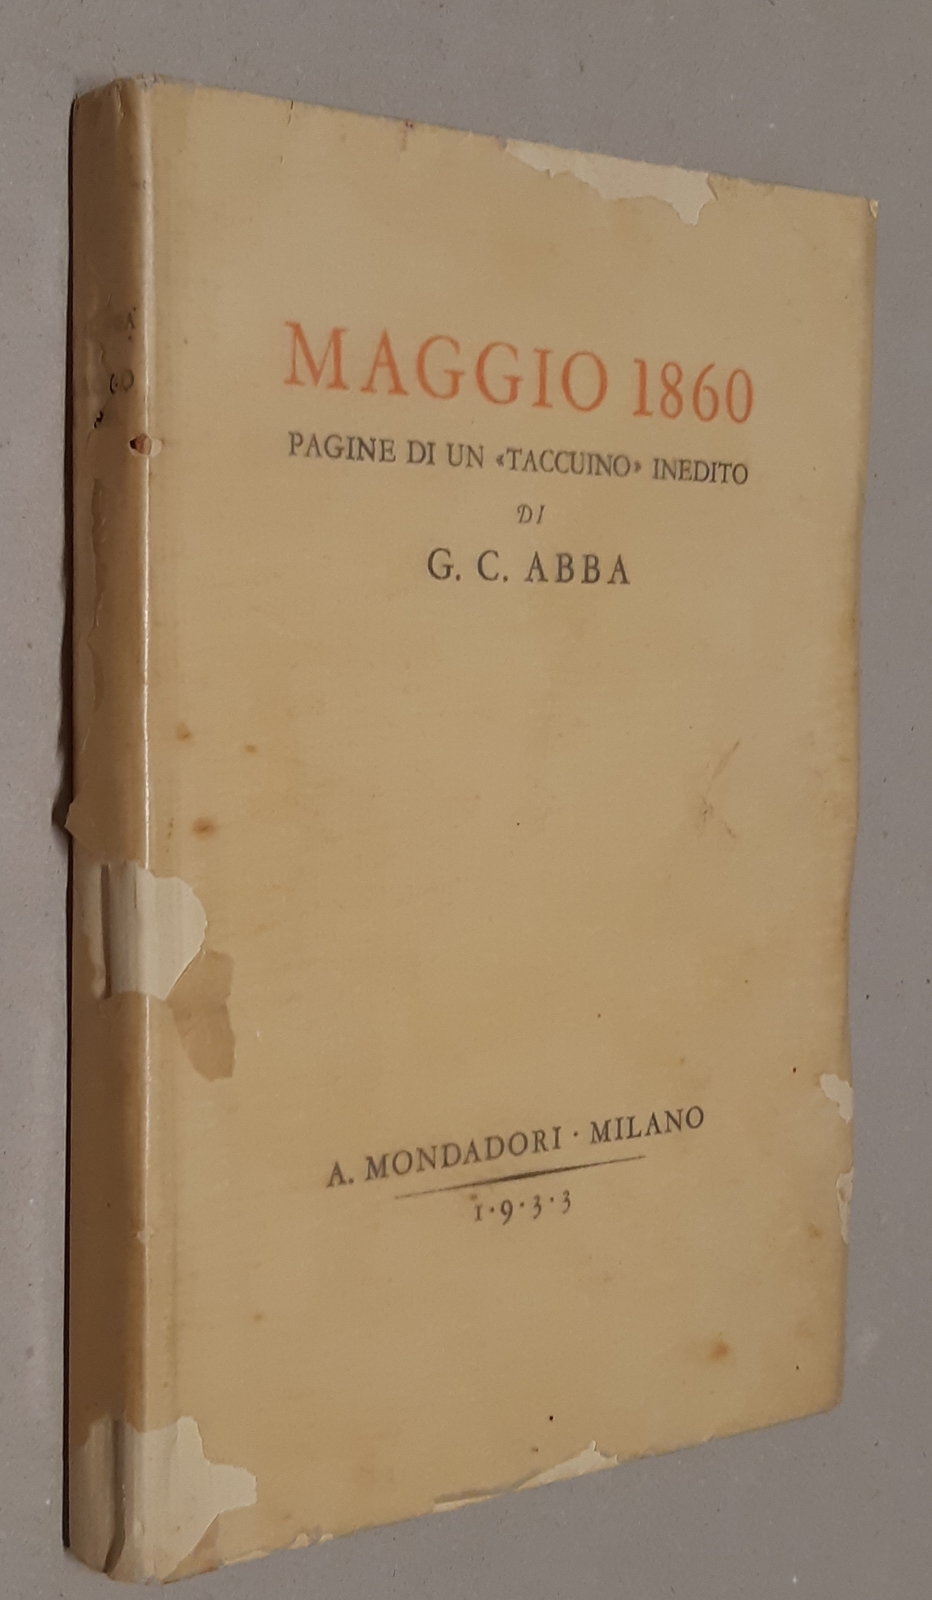 MAGGIO 1860
PAGINE DI UN «TACCUINO» INEDITO
DI
G. C. ABBA
A. MONDADORI · MILANO
1·9·3·3